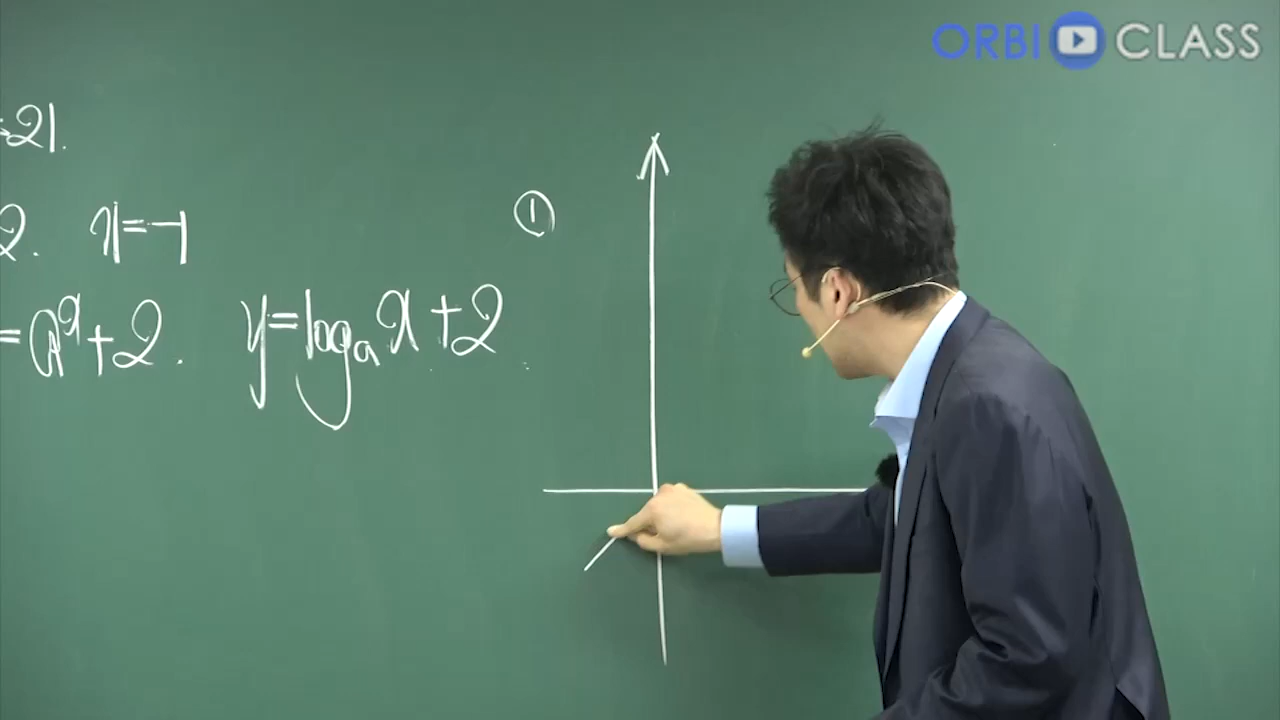 ORBI CLASS
=21.
2. x=-1
①
=a^x+2. y=log_a x+2